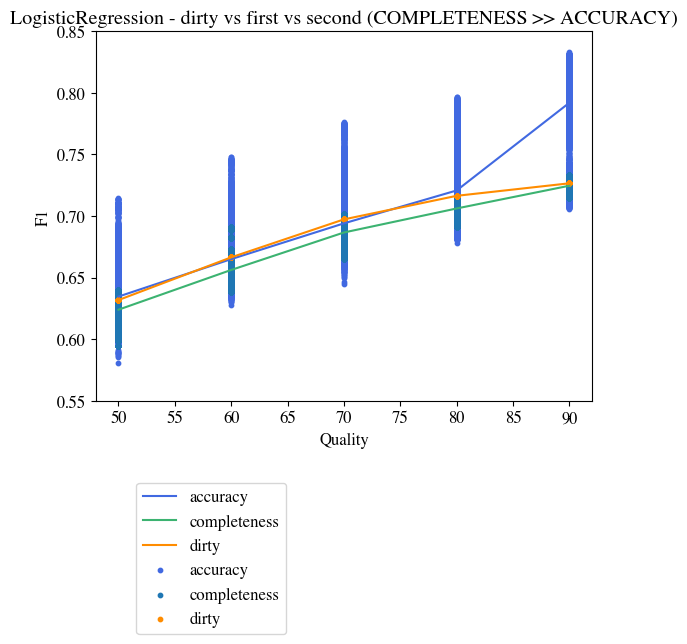 LogisticRegression - dirty vs first vs second (COMPLETENESS >> ACCURACY)
0.85
0.80
0.75
0.70
0.65
0.60
0.55
F1
50 55 60 65 70 75 80 85 90
Quality
accuracy
completeness
dirty
accuracy
completeness
dirty